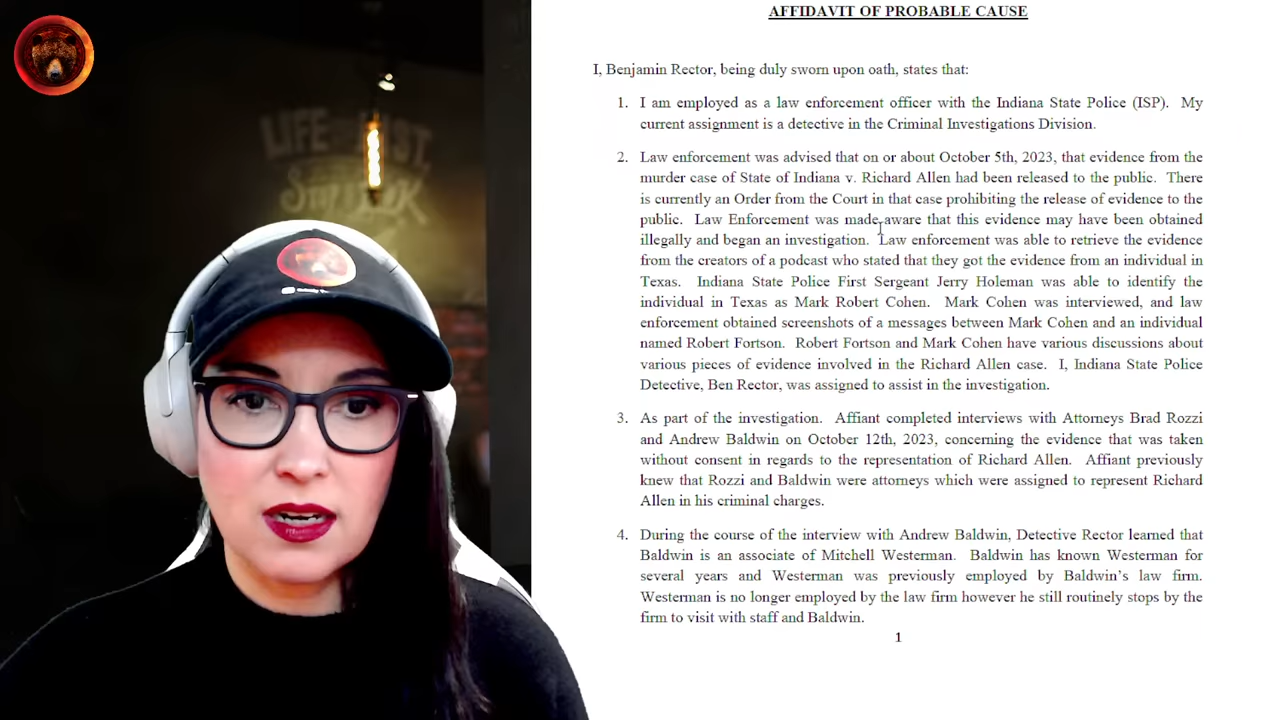 AFFIDAVIT OF PROBABLE CAUSE
I, Benjamin Rector, being duly sworn upon oath, states that:
1. I am employed as a law enforcement officer with the Indiana State Police (ISP). My
current assignment is a detective in the Criminal Investigations Division.
2. Law enforcement was advised that on or about October 5th, 2023, that evidence from the
murder case of State of Indiana v. Richard Allen had been released to the public. There
is currently an Order from the Court in that case prohibiting the release of evidence to the
public. Law Enforcement was made aware that this evidence may have been obtained
illegally and began an investigation. Law enforcement was able to retrieve the evidence
from the creators of a podcast who stated that they got the evidence from an individual in
Texas. Indiana State Police First Sergeant Jerry Holeman was able to identify the
individual in Texas as Mark Robert Cohen. Mark Cohen was interviewed, and law
enforcement obtained screenshots of a messages between Mark Cohen and an individual
named Robert Fortson. Robert Fortson and Mark Cohen have various discussions about
various pieces of evidence involved in the Richard Allen case. I, Indiana State Police
Detective, Ben Rector, was assigned to assist in the investigation.
3. As part of the investigation. Affiant completed interviews with Attorneys Brad Rozzi
and Andrew Baldwin on October 12th, 2023, concerning the evidence that was taken
without consent in regards to the representation of Richard Allen. Affiant previously
knew that Rozzi and Baldwin were attorneys which were assigned to represent Richard
Allen in his criminal charges.
4. During the course of the interview with Andrew Baldwin, Detective Rector learned that
Baldwin is an associate of Mitchell Westerman. Baldwin has known Westerman for
several years and Westerman was previously employed by Baldwin's law firm.
Westerman is no longer employed by the law firm however he still routinely stops by the
firm to visit with staff and Baldwin.
1
LIFE